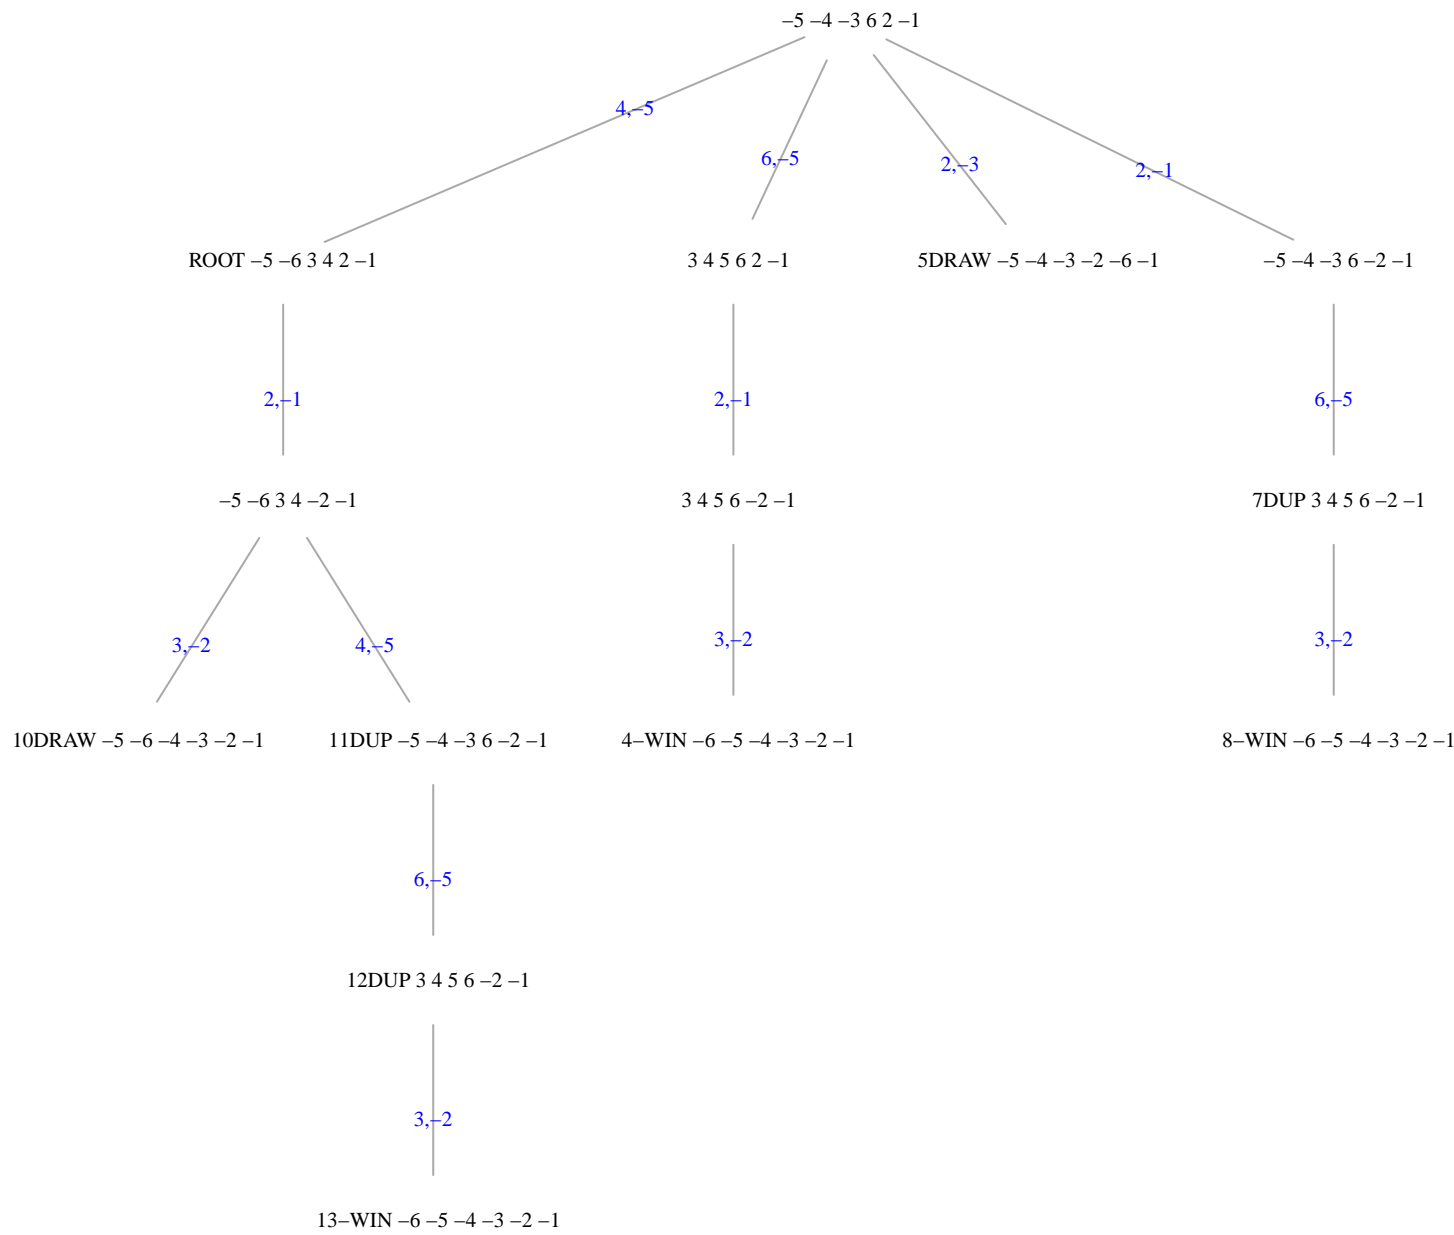 –5 –4 –3 6 2 –1
4,–5
6,–5
2,–3
2,–1
ROOT –5 –6 3 4 2 –1
3 4 5 6 2 –1
5DRAW –5 –4 –3 –2 –6 –1
–5 –4 –3 6 –2 –1
2,–1
2,–1
6,–5
–5 –6 3 4 –2 –1
3 4 5 6 –2 –1
7DUP 3 4 5 6 –2 –1
3,–2
4,–5
3,–2
3,–2
10DRAW –5 –6 –4 –3 –2 –1
11DUP –5 –4 –3 6 –2 –1
4–WIN –6 –5 –4 –3 –2 –1
8–WIN –6 –5 –4 –3 –2 –1
6,–5
12DUP 3 4 5 6 –2 –1
3,–2
13–WIN –6 –5 –4 –3 –2 –1